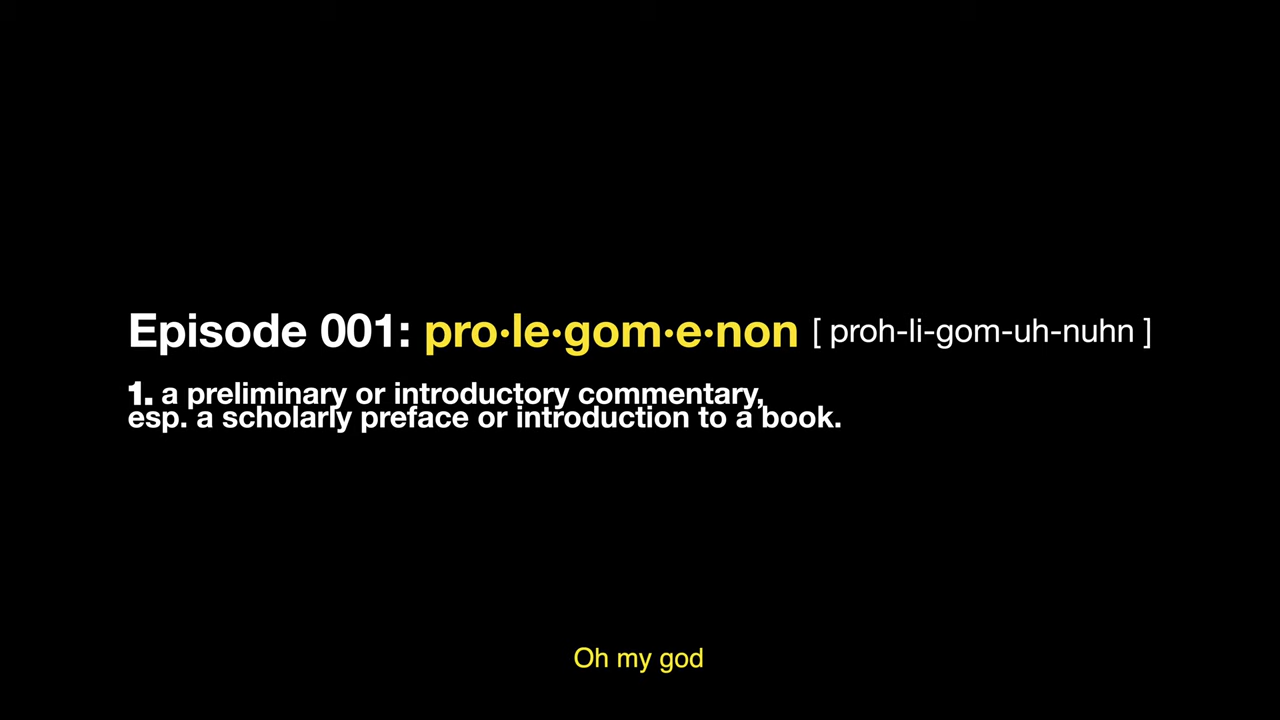 Episode 001: pro·le·gom·e·non [ proh-li-gom-uh-nuhn ]
1. a preliminary or introductory commentary,
esp. a scholarly preface or introduction to a book.
Oh my god